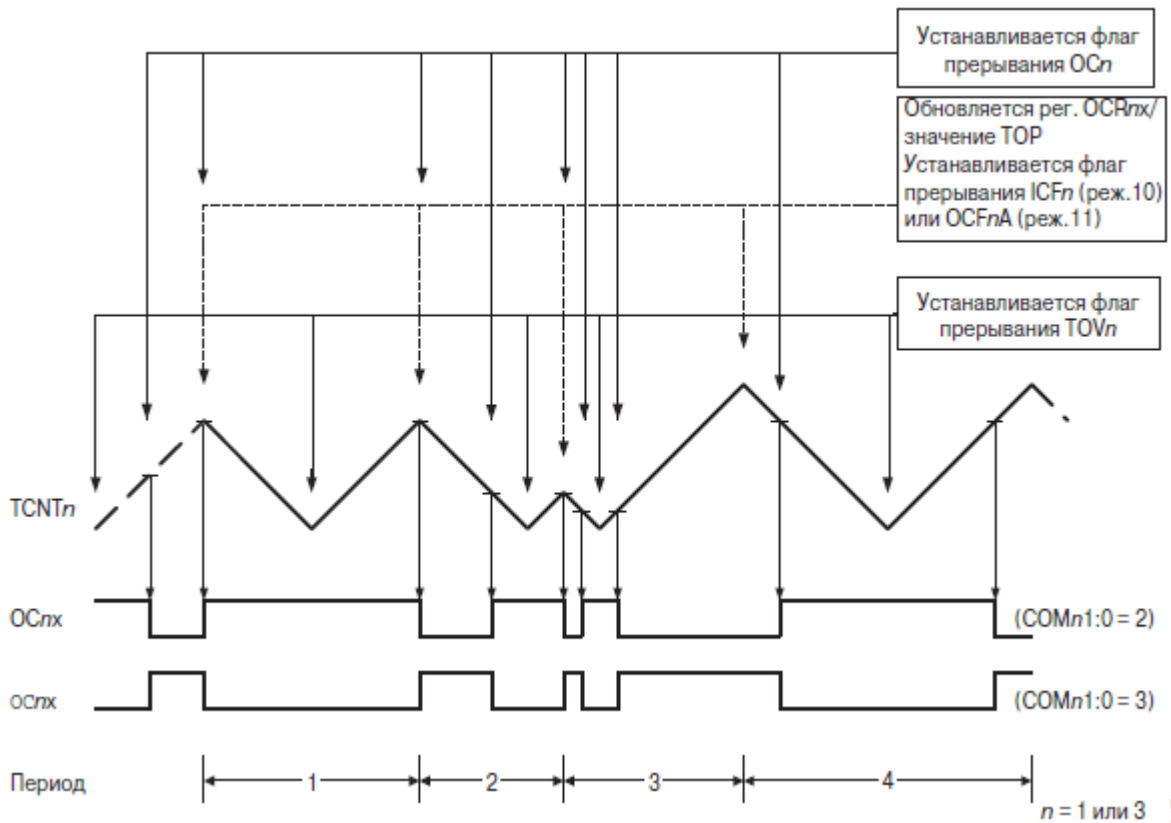 Устанавливается флаг
прерывания OCn
Обновляется рег. OCRnx/
значение TOP
Устанавливается флаг
прерывания ICFn (реж.10)
или OCFnA (реж.11)
Устанавливается флаг
прерывания TOVn
TCNTn
OCnx
(COMn1:0 = 2)
OCnx
(COMn1:0 = 3)
Период
1
2
3
4
n = 1 или 3